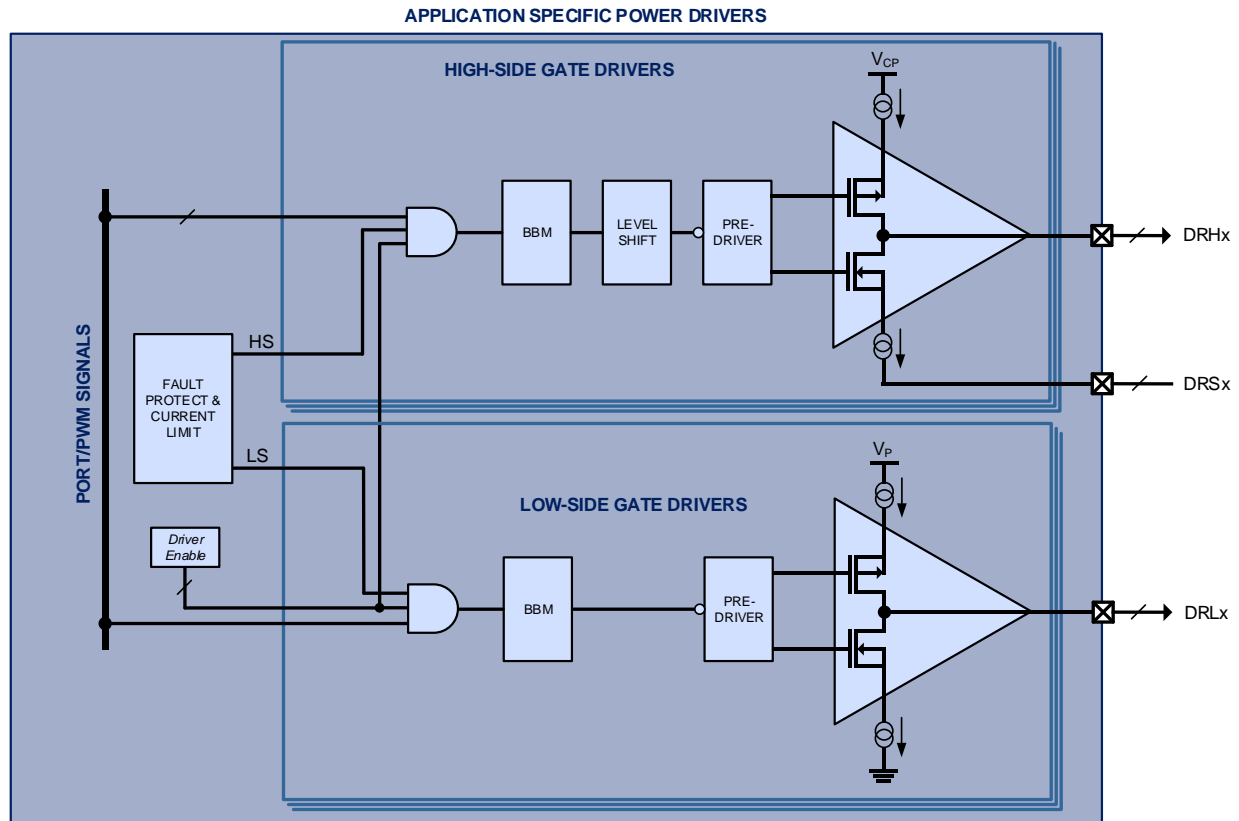 APPLICATION SPECIFIC POWER DRIVERS
HIGH-SIDE GATE DRIVERS
VCP
BBM
LEVEL
SHIFT
PRE-
DRIVER
DRHx
PORT/PWM SIGNALS
HS
FAULT
PROTECT &
CURRENT
LIMIT
DRSx
LS
VP
LOW-SIDE GATE DRIVERS
Driver
Enable
BBM
PRE-
DRIVER
DRLx